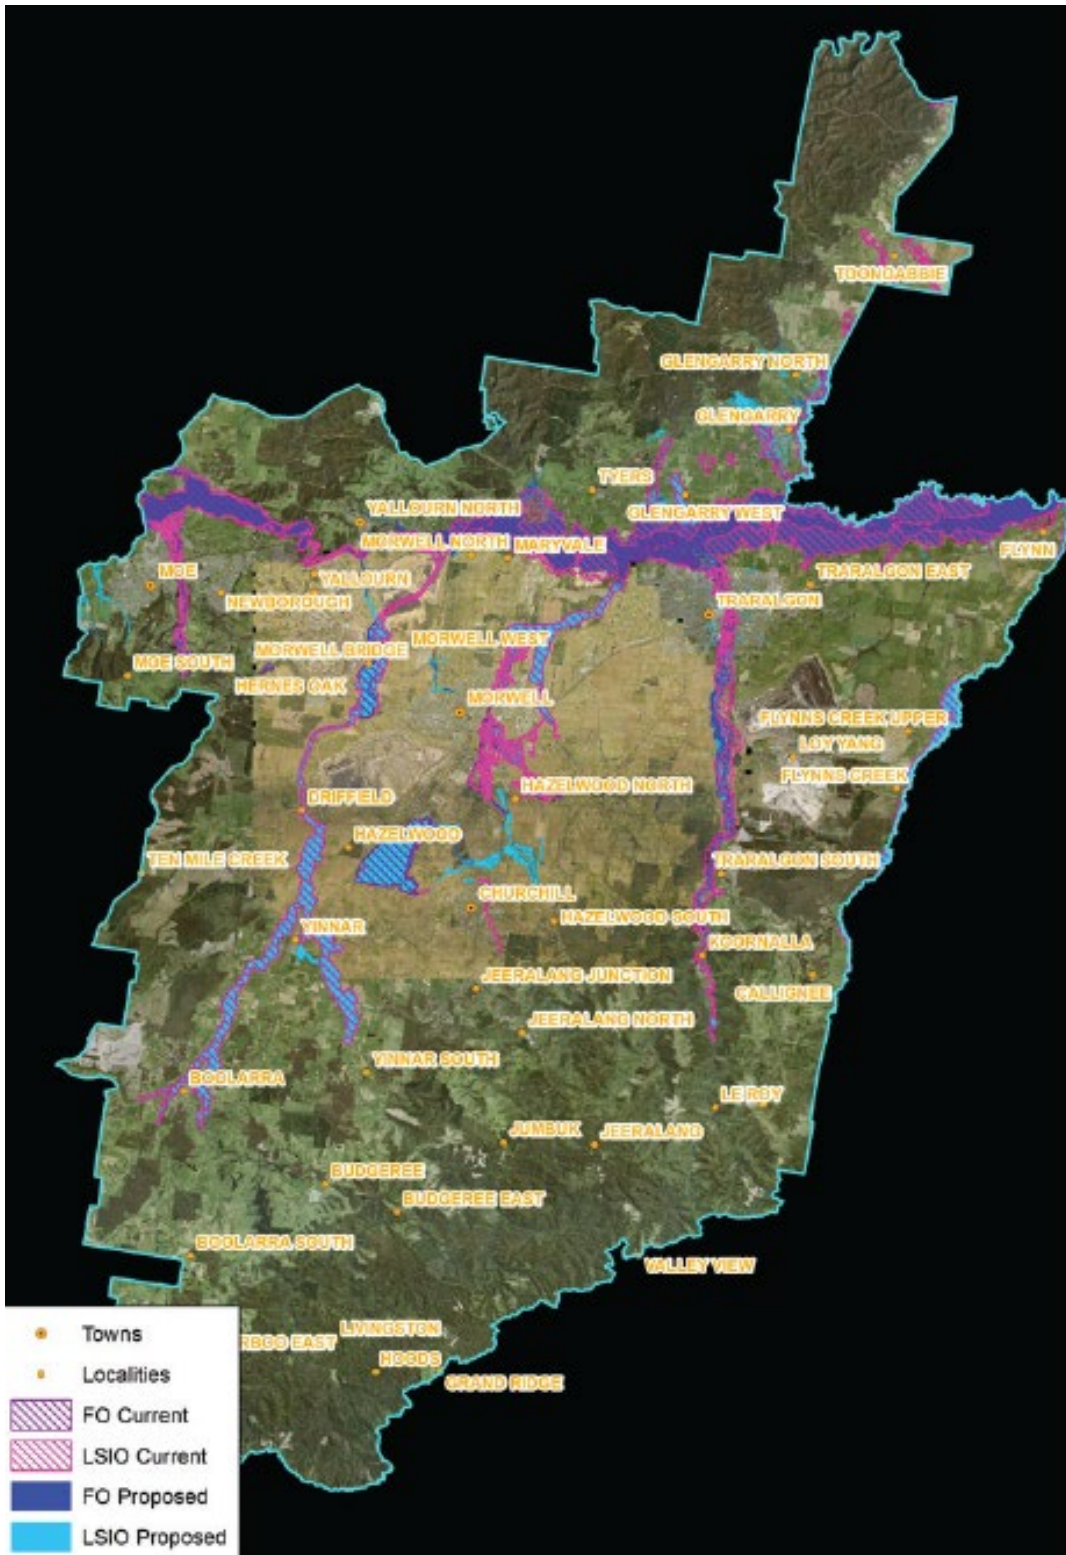 TOONGABBIE
GLENGARRY NORTH
GLENGARRY
TYERS
YALLOURN NORTH
GLENGARRY WEST
MORWELL NORTH
MARYVALE
FLYNN
MOE
YALLOURN
TRARALGON EAST
NEWBOROUGH
TRARALGON
MORWELL WEST
MORWELL BRIDGE
MOE SOUTH
HERNES OAK
MORWELL
FLYNNS CREEK UPPER
LOY YANG
FLYNNS CREEK
HAZELWOOD NORTH
DRIFFIELD
HAZELWOOD
TEN MILE CREEK
TRARALGON SOUTH
CHURCHILL
HAZELWOOD SOUTH
YINNAR
KOORNALLA
JEERALANG JUNCTION
CALLIGNEE
JEERALANG NORTH
YINNAR SOUTH
BOOLARRA
LE ROY
JUMBUK
JEERALANG
BUDGEREE
BUDGEREE EAST
BOOLARRA SOUTH
VALLEY VIEW
LIVINGSTON
RBOO EAST
HOODS
GRAND RIDGE
Towns
Localities
FO Current
LSIO Current
FO Proposed
LSIO Proposed